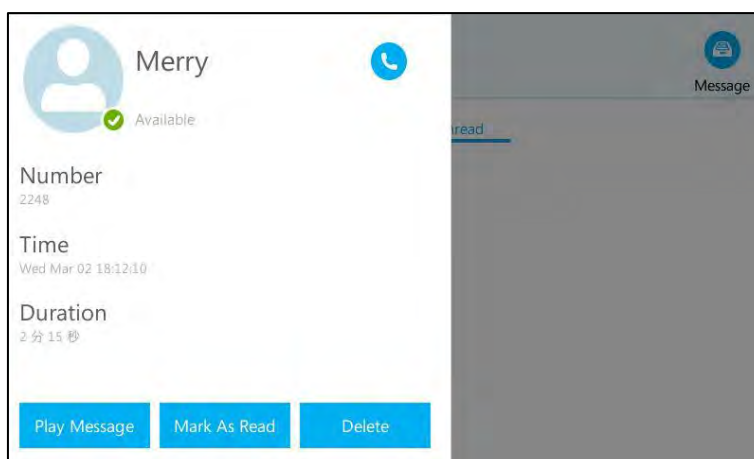 Merry
Available
Message
Number
2248
Time
Wed Mar 02 18:12:10
Duration
2 分 15 秒
Play Message
Mark As Read
Delete